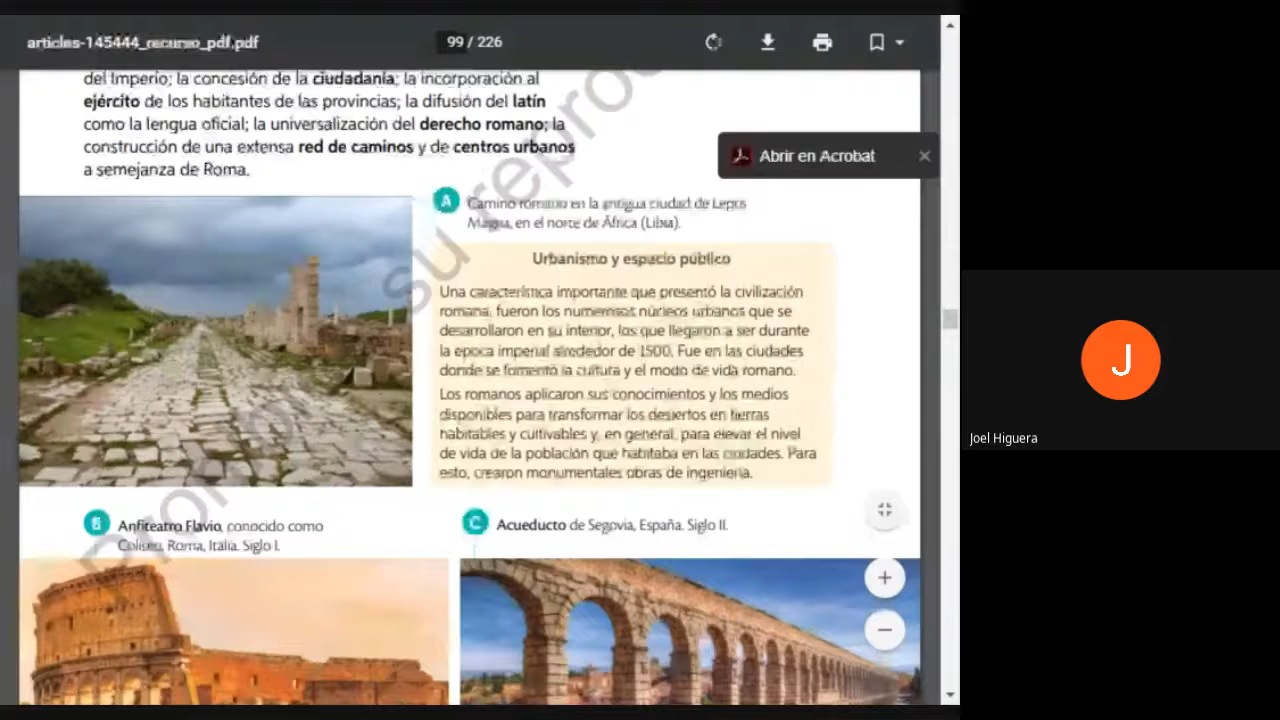 articles-145444_recurso_pdf.pdf
99 / 226
del Imperio; la concesión de la ciudadanía; la incorporación al
ejército de los habitantes de las provincias; la difusión del latín
como la lengua oficial; la universalización del derecho romano; la
construcción de una extensa red de caminos y de centros urbanos
a semejanza de Roma.
Abrir en Acrobat
A
Camino romano en la antigua ciudad de Leptis
Magna, en el norte de África (Libia).
Urbanismo y espacio público
Una característica importante que presentó la civilización
romana, fueron los numerosos núcleos urbanos que se
desarrollaron en su interior, los que llegaron a ser durante
la época imperial alrededor de 1500. Fue en las ciudades
donde se fomentó la cultura y el modo de vida romano.
Los romanos aplicaron sus conocimientos y los medios
disponibles para transformar los desiertos en tierras
habitables y cultivables y, en general, para elevar el nivel
de vida de la población que habitaba en las ciudades. Para
esto, crearon monumentales obras de ingeniería.
B
Anfiteatro Flavio, conocido como
Coliseo, Roma, Italia. Siglo I.
C
Acueducto de Segovia, España. Siglo II.
su
J
Joel Higuera